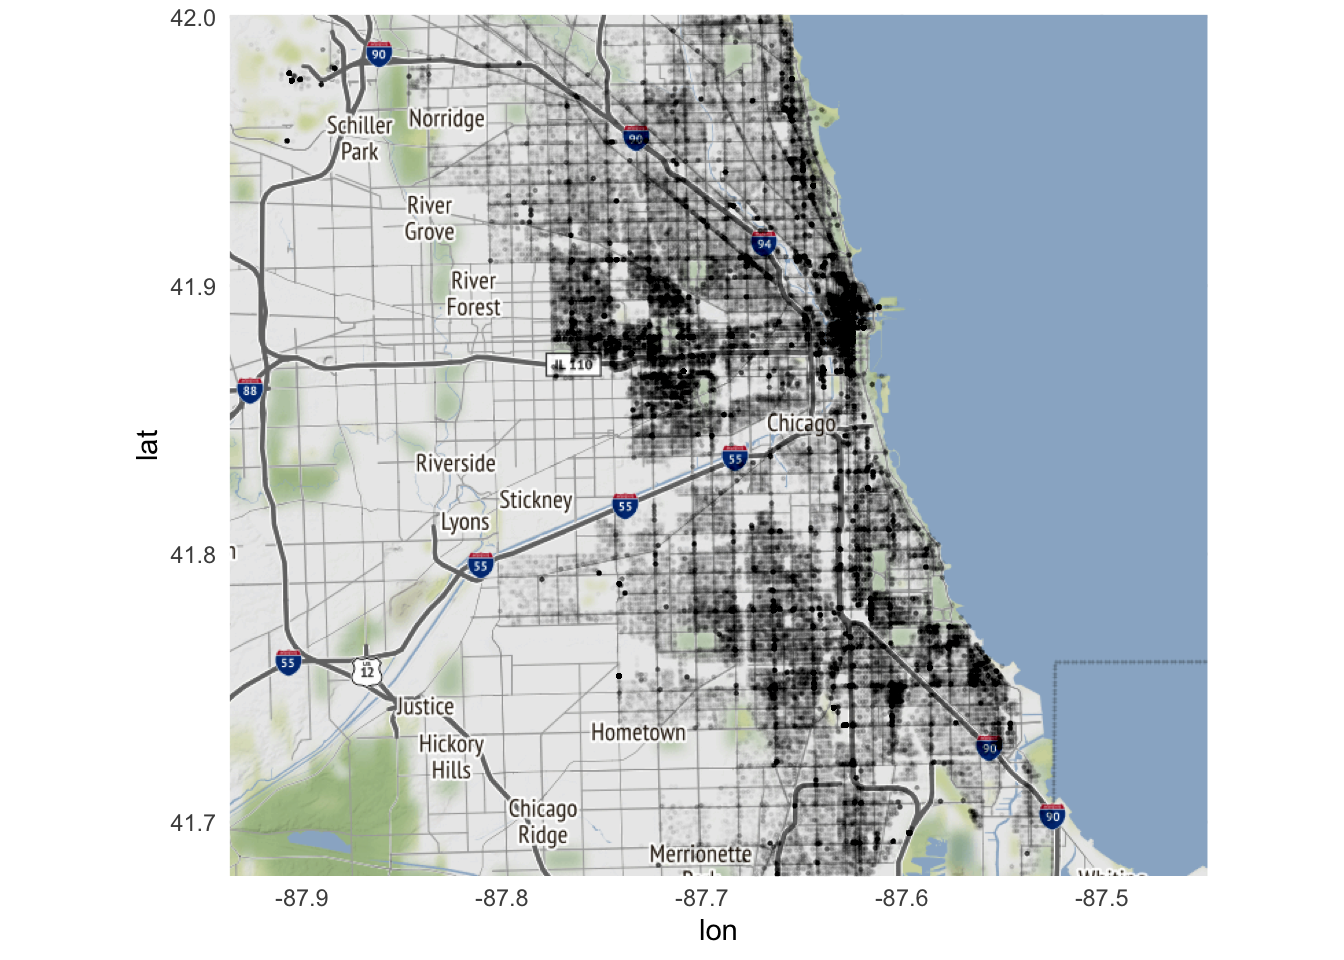 42.0
90
Schiller
Park
Norridge
90
River
Grove
94
41.9
River
Forest
IL 110
88
Chicago
lat
Riverside
55
Stickney
55
Lyons
41.8
55
55
US
12
Justice
Hometown
Hickory
Hills
90
Chicago
Ridge
90
41.7
Merrionette
-87.9
-87.8
-87.7
-87.6
-87.5
lon